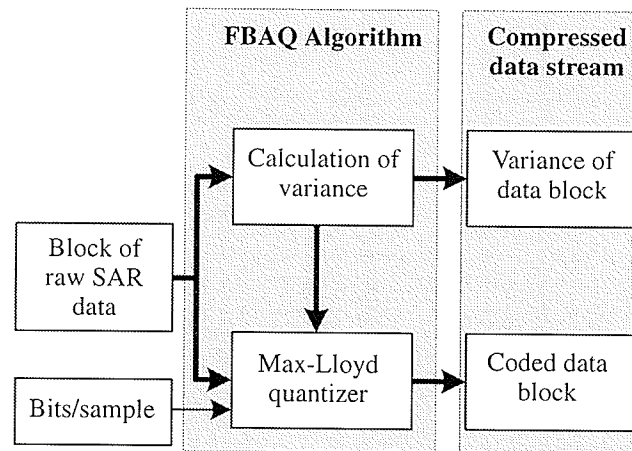 FBAQ Algorithm
Compressed
data stream
Calculation of
variance
Variance of
data block
Block of
raw SAR
data
Max-Lloyd
quantizer
Coded data
block
Bits/sample